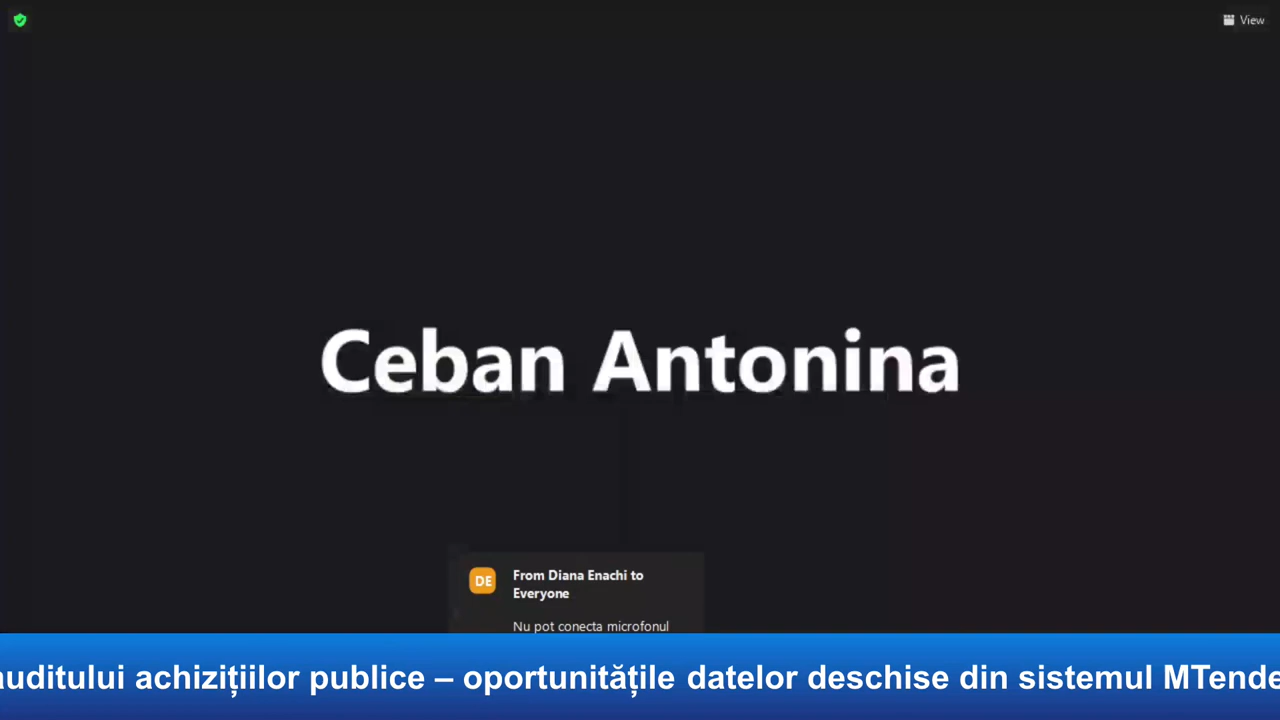 View
Ceban Antonina
DE
From Diana Enachi to
Everyone
Nu pot conecta microfonul
auditului achizițiilor publice – oportunitățile datelor deschise din sistemul MTende